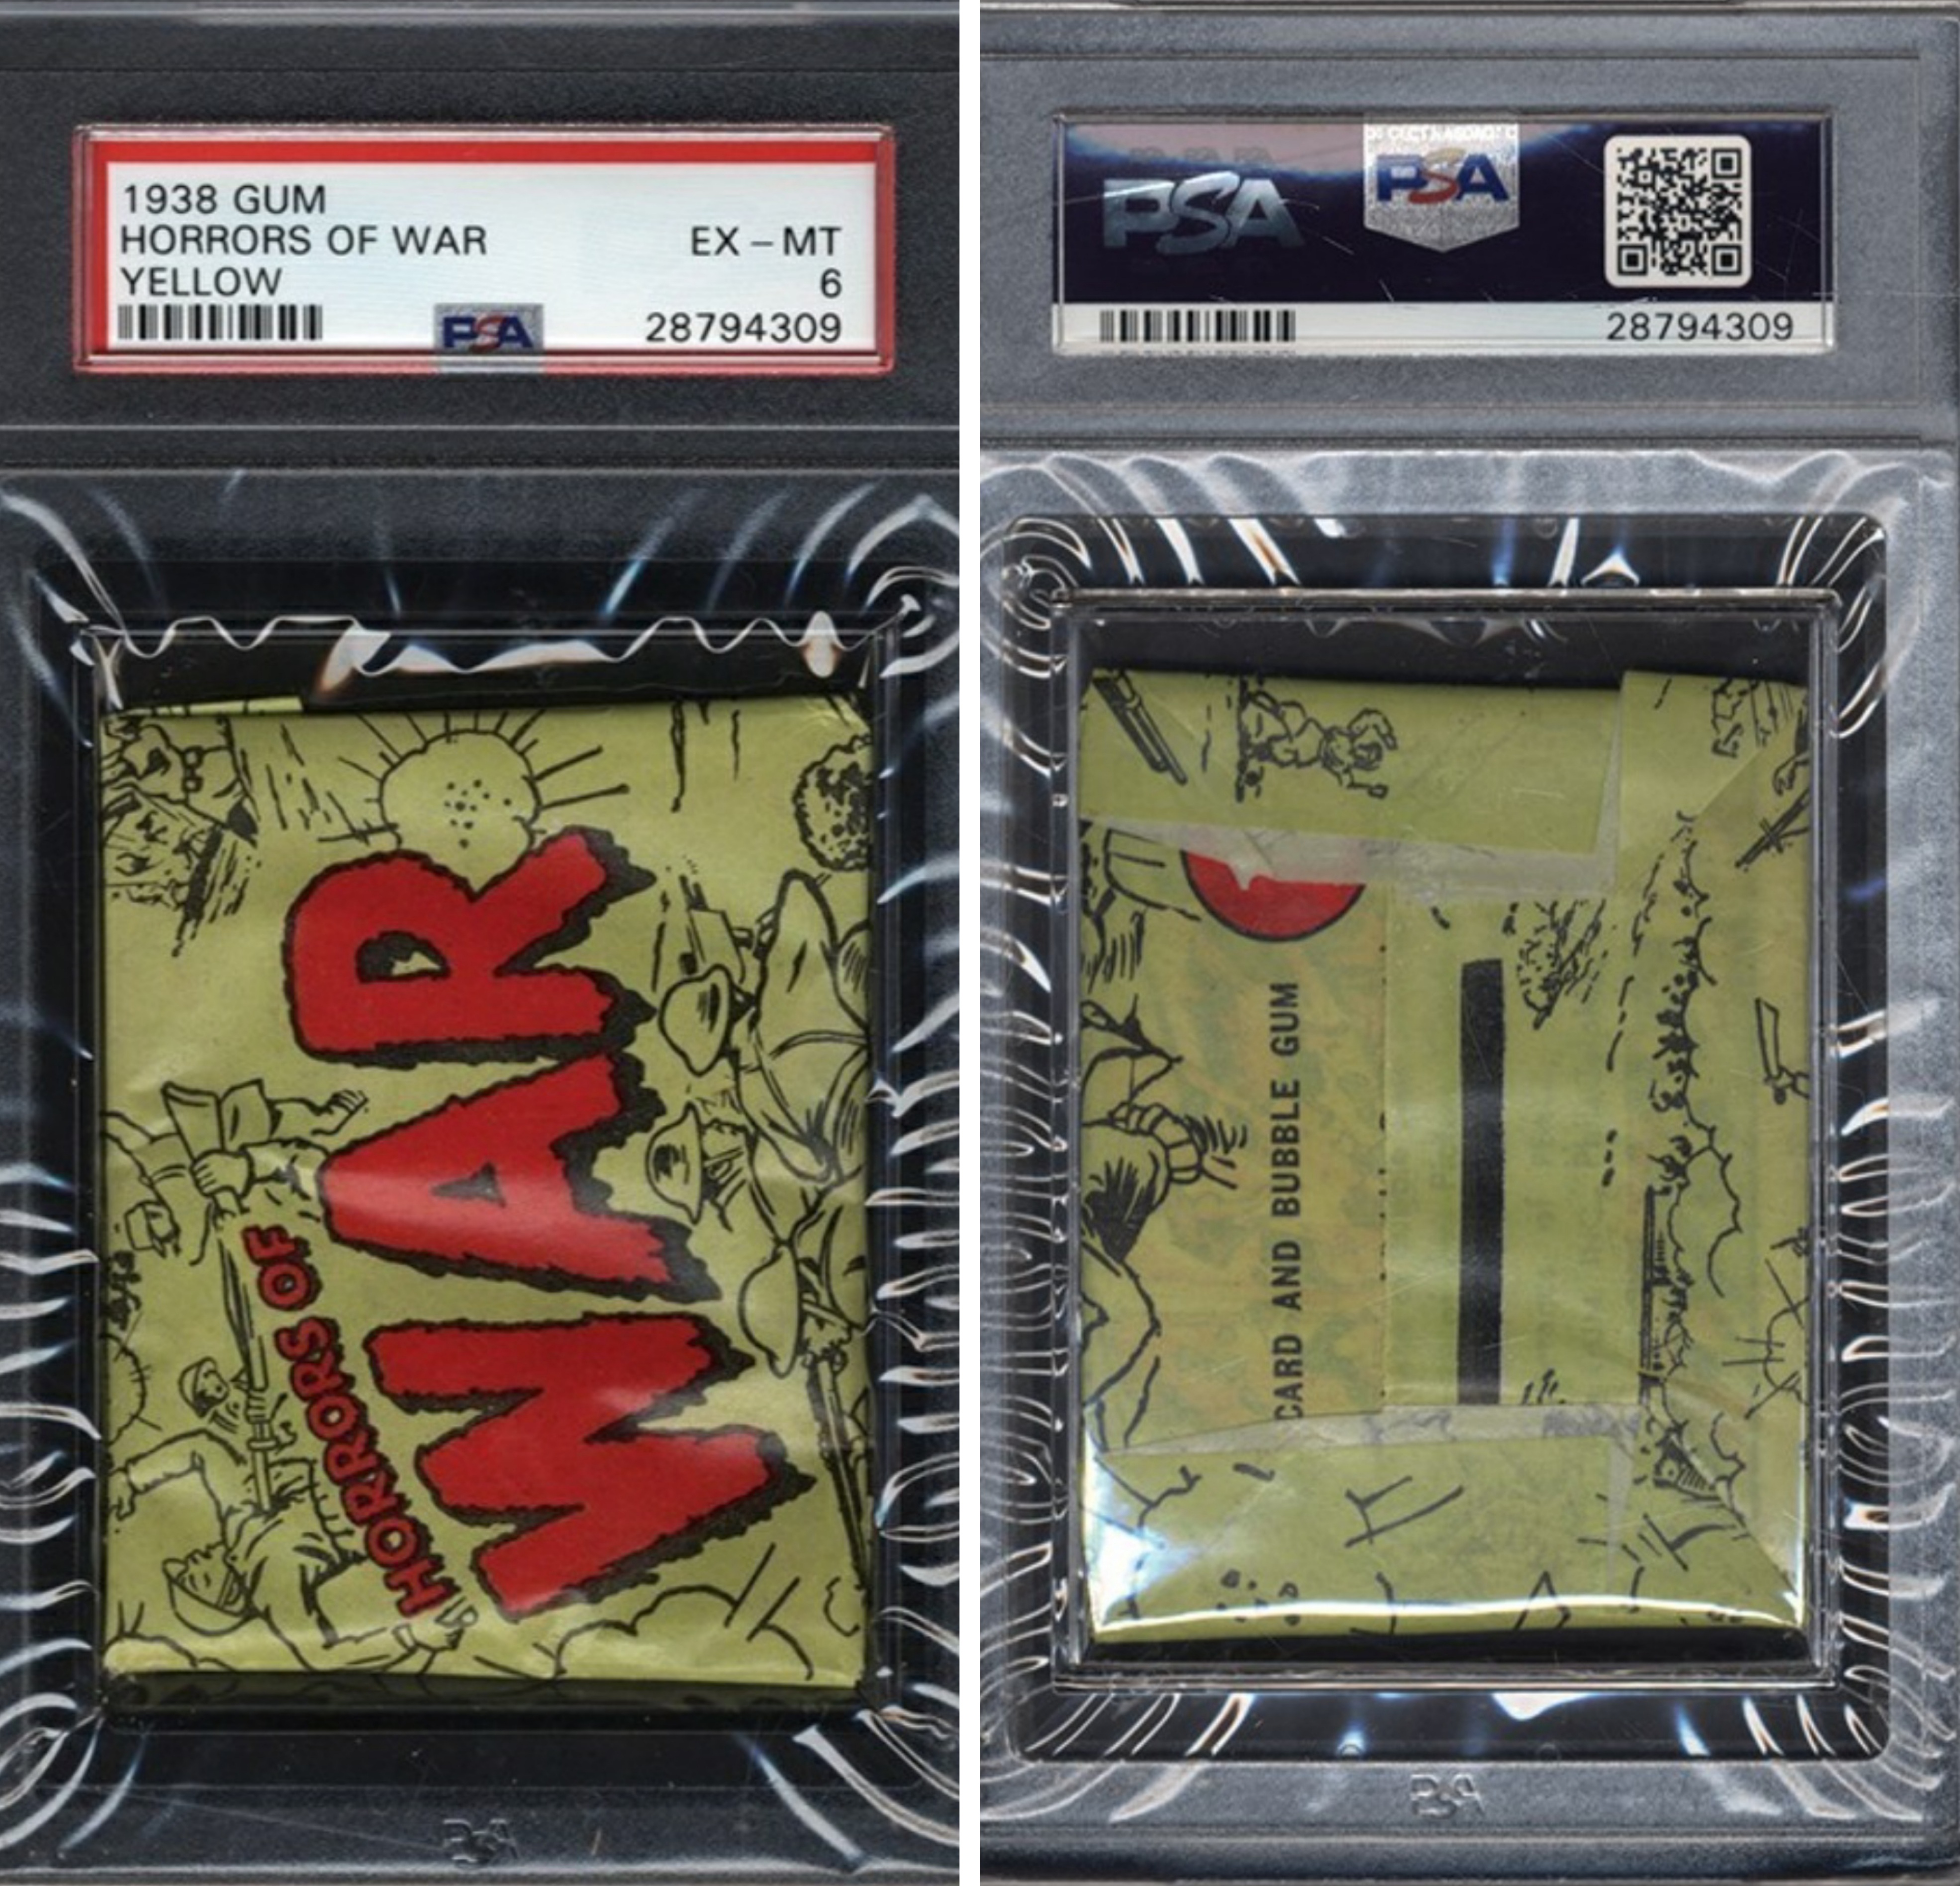 1938 GUM
HORRORS OF WAR
EX - MT
YELLOW
6
PSA
28794309
HORRORS OF
WAR
PSA
PSA
PSA
28794309
CARD AND BUBBLE GUM
PSA